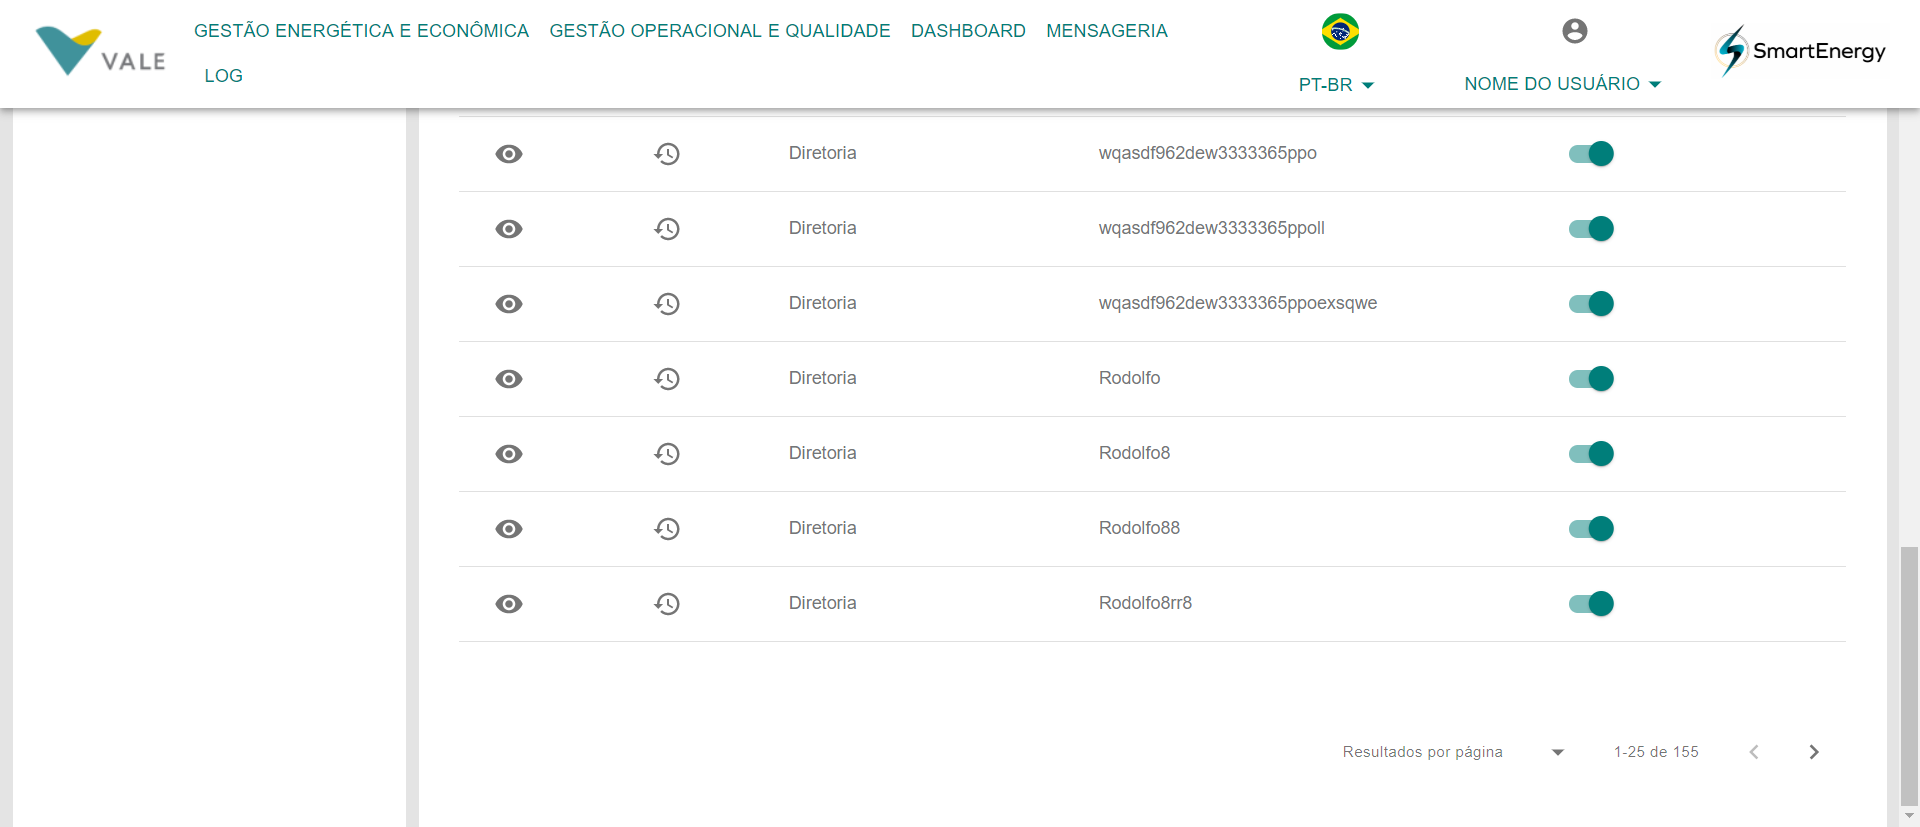 VALE
GESTÃO ENERGÉTICA E ECONÔMICA GESTÃO OPERACIONAL E QUALIDADE DASHBOARD MENSAGERIA
LOG
PT-BR
NOME DO USUÁRIO
SmartEnergy
Diretoria wqasdf962dew3333365ppo
Diretoria wqasdf962dew3333365ppoll
Diretoria wqasdf962dew3333365ppoexsqwe
Diretoria Rodolfo
Diretoria Rodolfo8
Diretoria Rodolfo88
Diretoria Rodolfo8rr8
Resultados por página 1-25 de 155